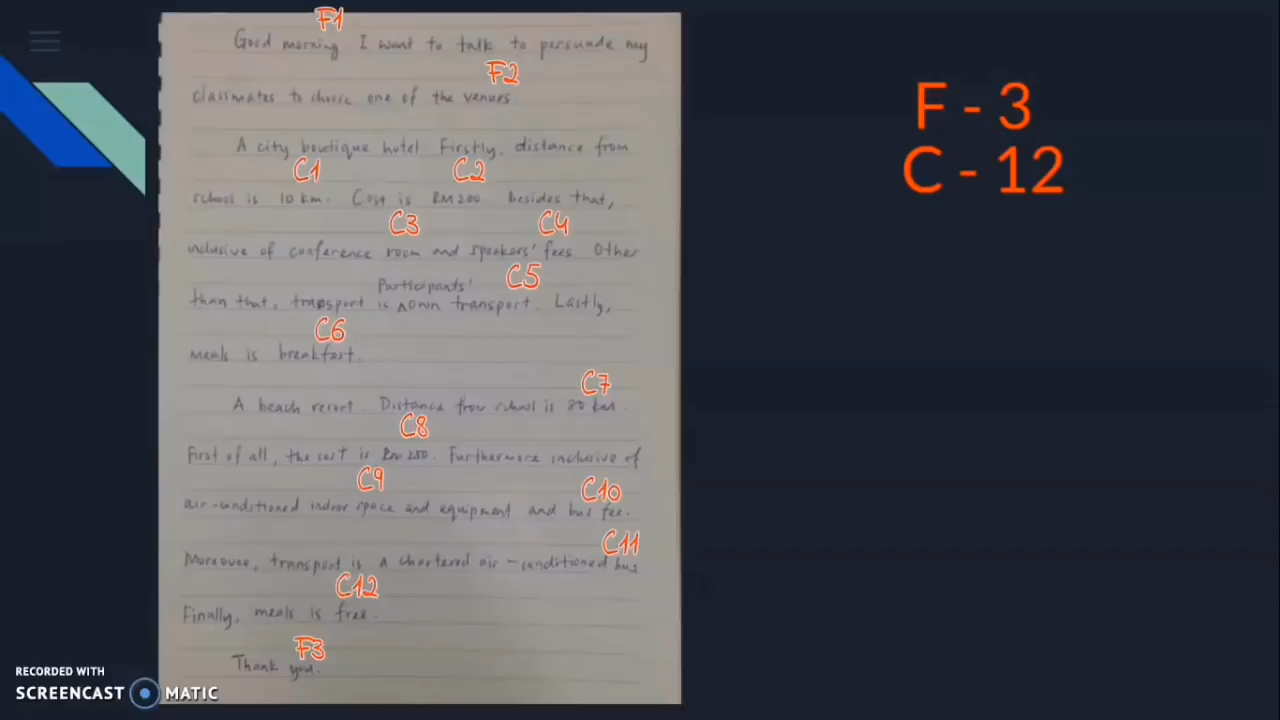 F1
Good morning I want to talk to persuade my
F2
classmates to choose one of the venues
A city boutique hotel. Firstly, distance from
C1 C2
school is 10 km. Cost is RM 200. Besides that,
C3 C4
inclusive of conference room and speakers' fees. Other
Participants' C5
than that, transport is own transport. Lastly,
C6
meals is breakfast.
C7
A beach resort. Distance from school is 80 km.
C8
First of all, the cost is RM 250. Furthermore inclusive of
C9 C10
air-conditioned indoor space and equipment and bus fee.
C11
Moreover, transport is a chartered air-conditioned bus
C12
Finally, meals is free.
F3
Thank you.
F - 3
C - 12
RECORDED WITH
SCREENCAST MATIC